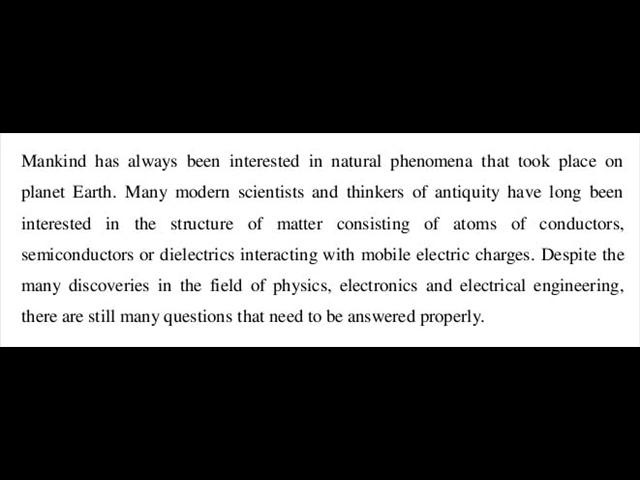 Mankind has always been interested in natural phenomena that took place on
planet Earth. Many modern scientists and thinkers of antiquity have long been
interested in the structure of matter consisting of atoms of conductors,
semiconductors or dielectrics interacting with mobile electric charges. Despite the
many discoveries in the field of physics, electronics and electrical engineering,
there are still many questions that need to be answered properly.